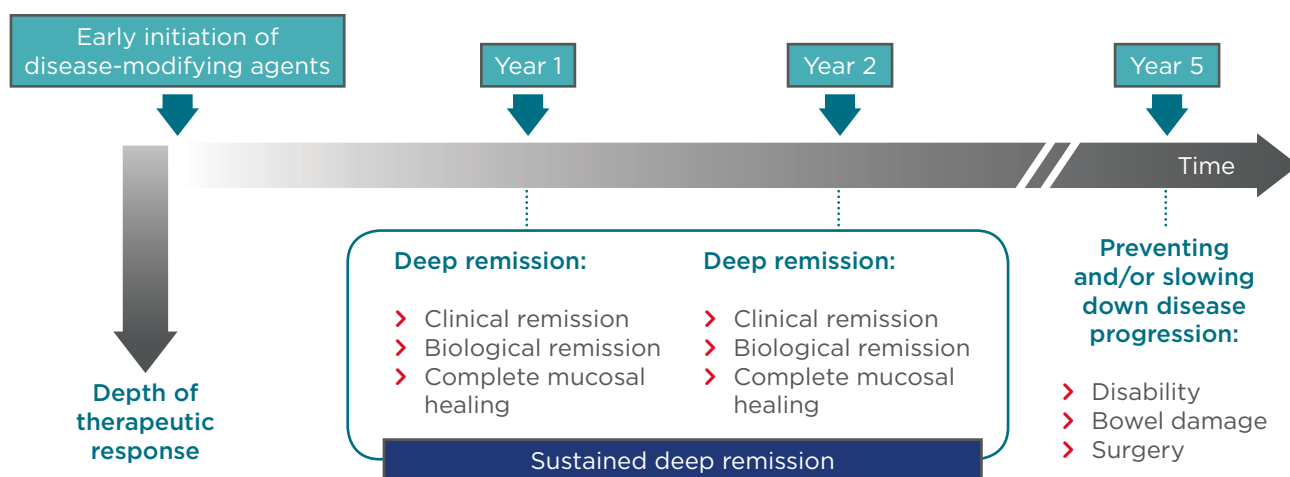 Early initiation of
disease-modifying agents
Year 1
Year 2
Year 5
Time
Depth of
therapeutic
response
Deep remission:
Clinical remission
Biological remission
Complete mucosal
healing
Deep remission:
Clinical remission
Biological remission
Complete mucosal
healing
Sustained deep remission
Preventing
and/or slowing
down disease
progression:
Disability
Bowel damage
Surgery